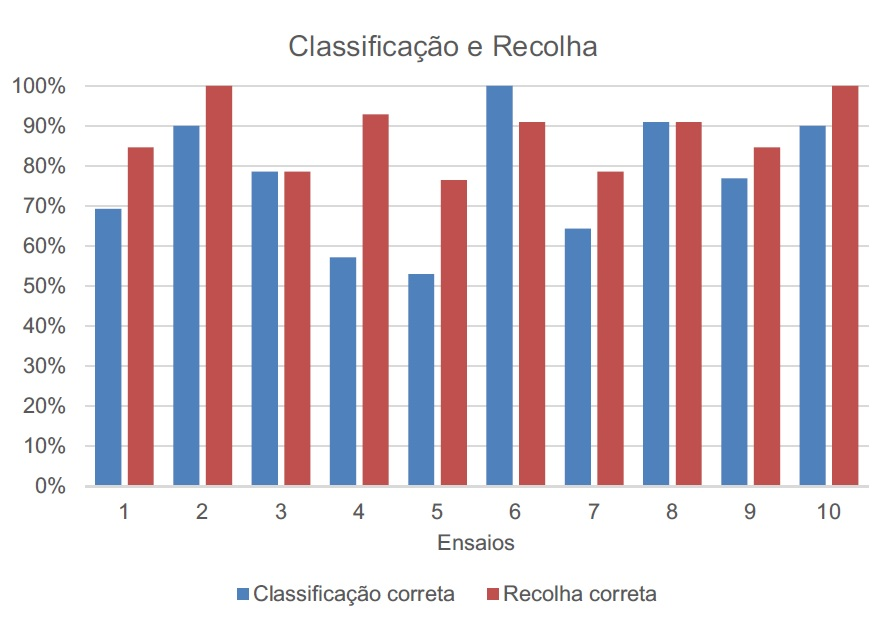 Classificação e Recolha
100%
90%
80%
70%
60%
50%
40%
30%
20%
10%
0%
1 2 3 4 5 6 7 8 9 10
Ensaios
Classificação correta Recolha correta